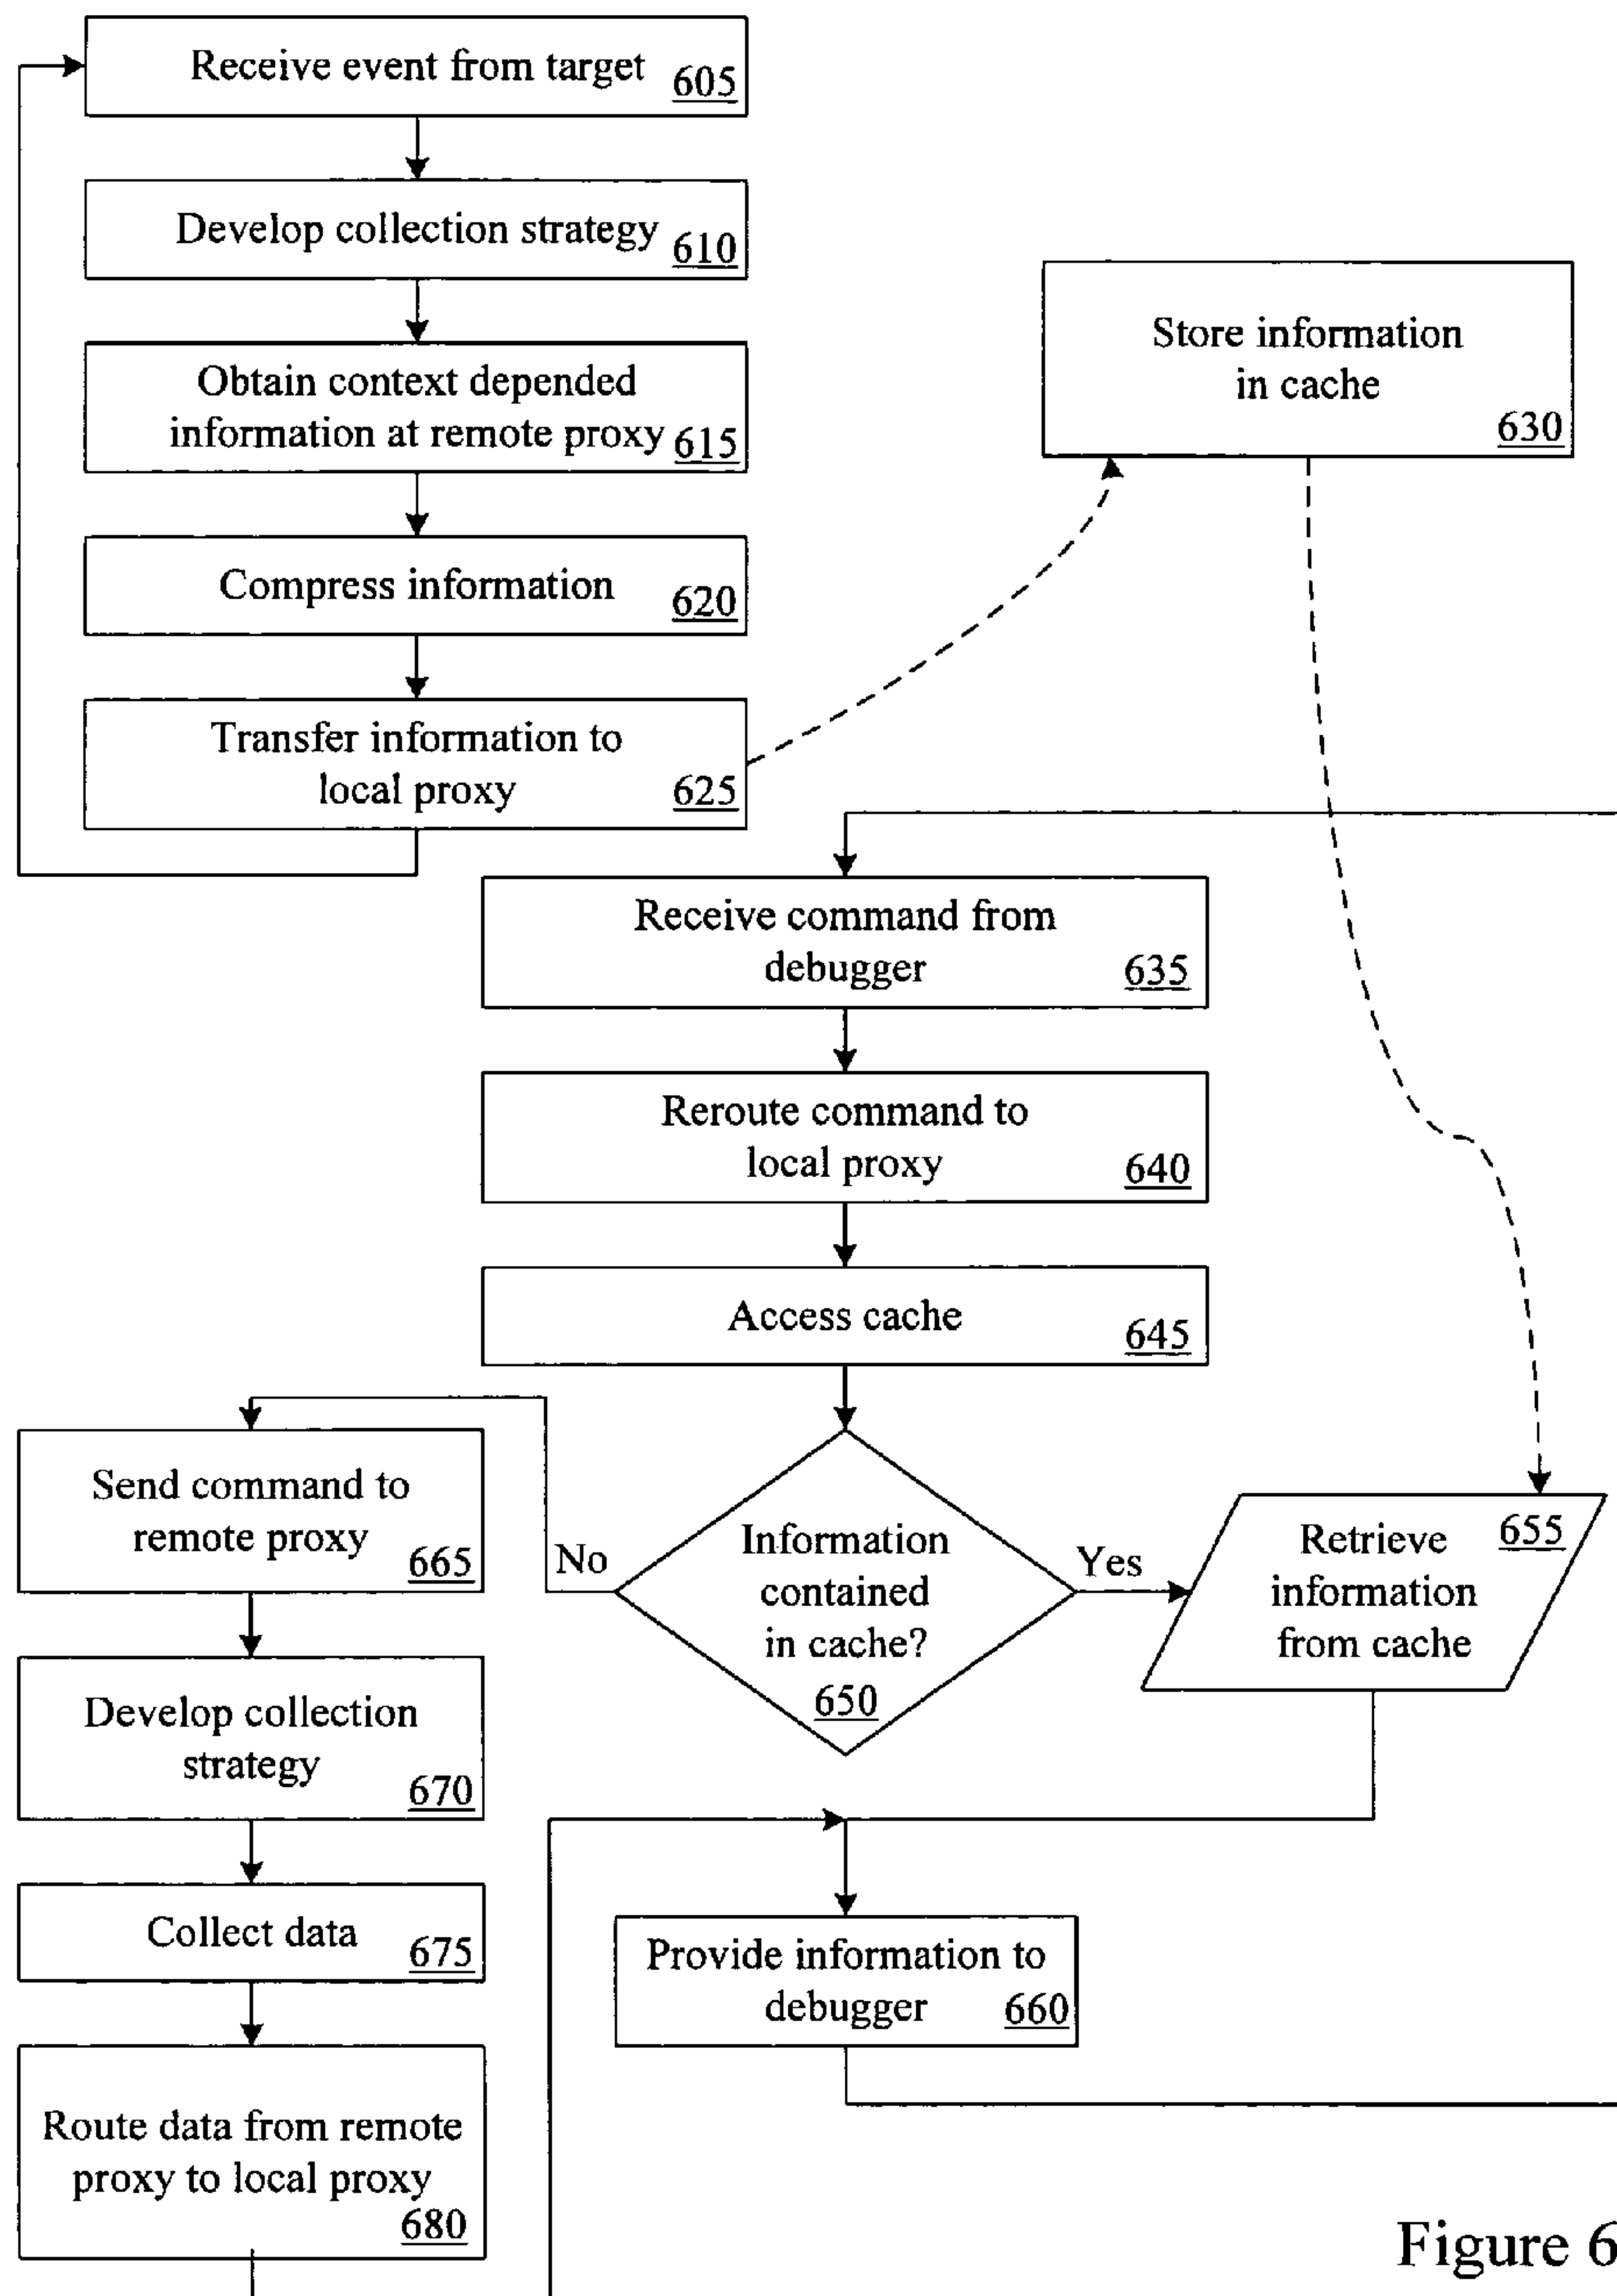 Receive event from target
605
Develop collection strategy
610
Obtain context depended
information at remote proxy
615
Compress information
620
Transfer information to
local proxy
625
Store information
in cache
630
Receive command from
debugger
635
Reroute command to
local proxy
640
Access cache
645
Information
contained
in cache?
650
No
Yes
Retrieve
information
from cache
655
Send command to
remote proxy
665
Develop collection
strategy
670
Collect data
675
Route data from remote
proxy to local proxy
680
Provide information to
debugger
660
Figure 6